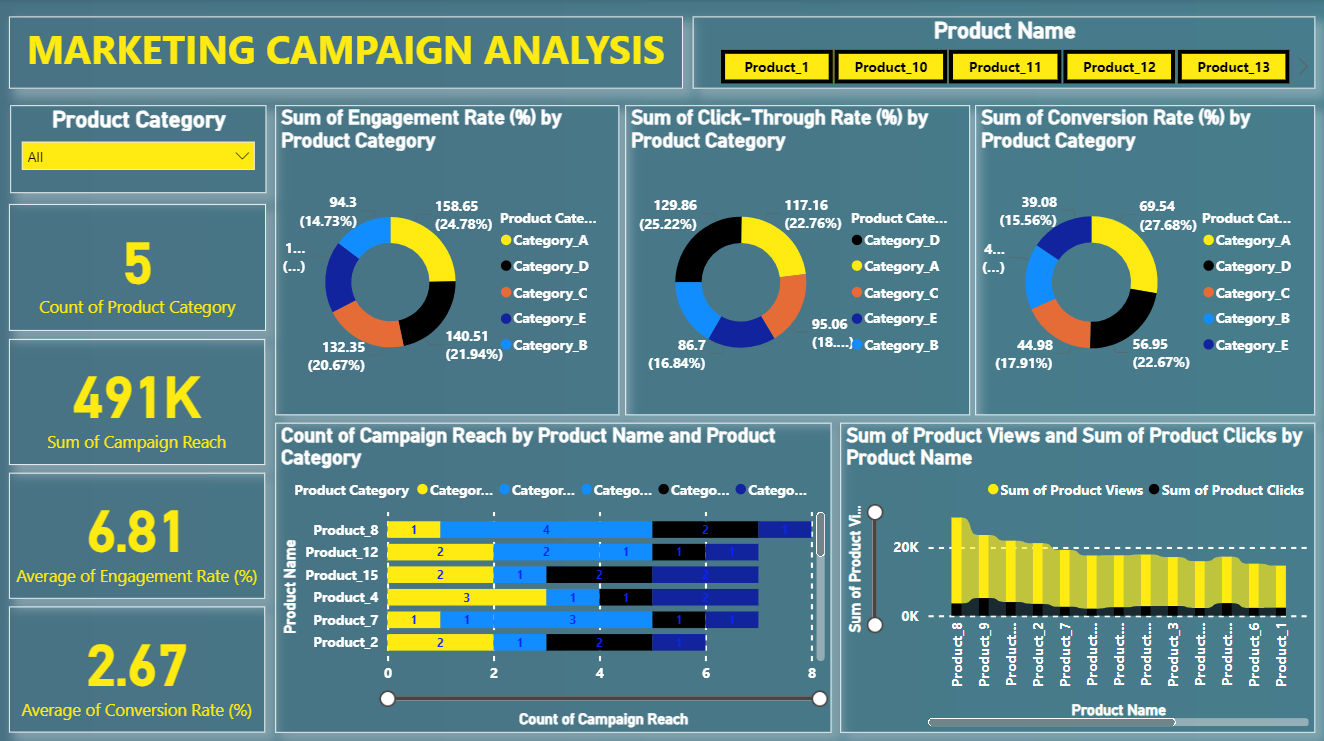 MARKETING CAMPAIGN ANALYSIS
Product Name
Product_1
Product_10
Product_11
Product_12
Product_13
Product Category
All
5
Count of Product Category
491K
Sum of Campaign Reach
6.81
Average of Engagement Rate (%)
2.67
Average of Conversion Rate (%)
Sum of Engagement Rate (%) by
Product Category
94.3
(14.73%)
158.65
(24.78%)
1...
(...)
132.35
(20.67%)
140.51
(21.94%)
Product Cate...
Category_A
Category_D
Category_C
Category_E
Category_B
Sum of Click-Through Rate (%) by
Product Category
129.86
(25.22%)
117.16
(22.76%)
86.7
(16.84%)
95.06
(18....)
Product Cate...
Category_D
Category_A
Category_C
Category_E
Category_B
Sum of Conversion Rate (%) by
Product Category
39.08
(15.56%)
69.54
(27.68%)
4...
(...)
44.98
(17.91%)
56.95
(22.67%)
Product Cat...
Category_A
Category_D
Category_C
Category_B
Category_E
Count of Campaign Reach by Product Name and Product
Category
Product Category Categor... Categor... Catego... Catego... Catego...
Product Name
Product_8 1 4 2 1
Product_12 2 2 1 1 1
Product_15 2 1 2 2
Product_4 3 1 1 2
Product_7 1 1 3 1 1
Product_2 2 1 2 1
0 2 4 6 8
Count of Campaign Reach
Sum of Product Views and Sum of Product Clicks by
Product Name
Sum of Product Views Sum of Product Clicks
Sum of Product Vi...
20K
0K
Product_8
Product_9
Product...
Product_2
Product_7
Product...
Product...
Product...
Product_3
Product...
Product...
Product_6
Product_1
Product Name